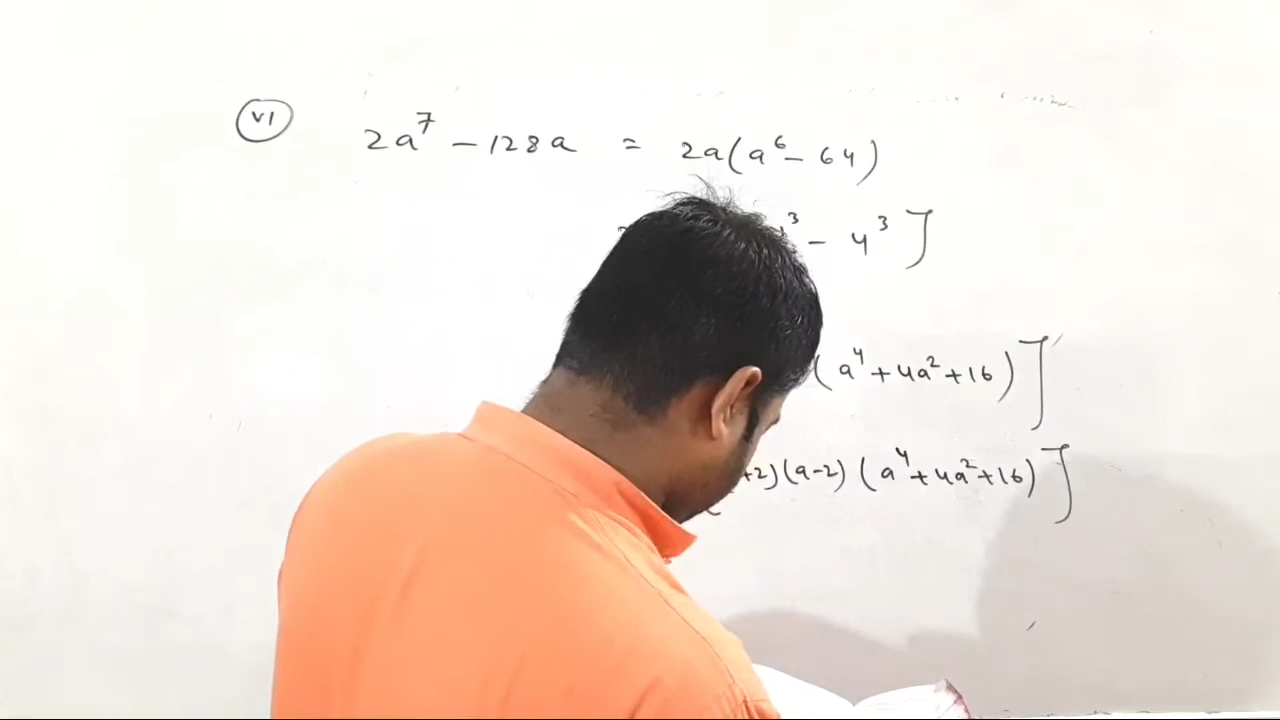 VI 2a⁷ - 128a = 2a(a⁶ - 64)
³ - 4³ ]
(a⁴ + 4a² + 16) ]
+2)(a-2) (a⁴ + 4a² + 16) ]